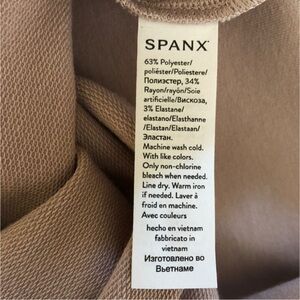 SPANX
63% Polyester/
poliéster/Poliestere/
Полиэстер, 34%
Rayon/rayón/Soie
artificielle/Вискоза,
3% Elastane/
elastano/Elasthanne
/Elastan/Elastaan/
Эластан.
Machine wash cold.
With like colors.
Only non-chlorine
bleach when needed.
Line dry. Warm iron
if needed. Laver à
froid en machine.
Avec couleurs
hecho en vietnam
fabbricato in
vietnam
Изготовлено во
Вьетнаме